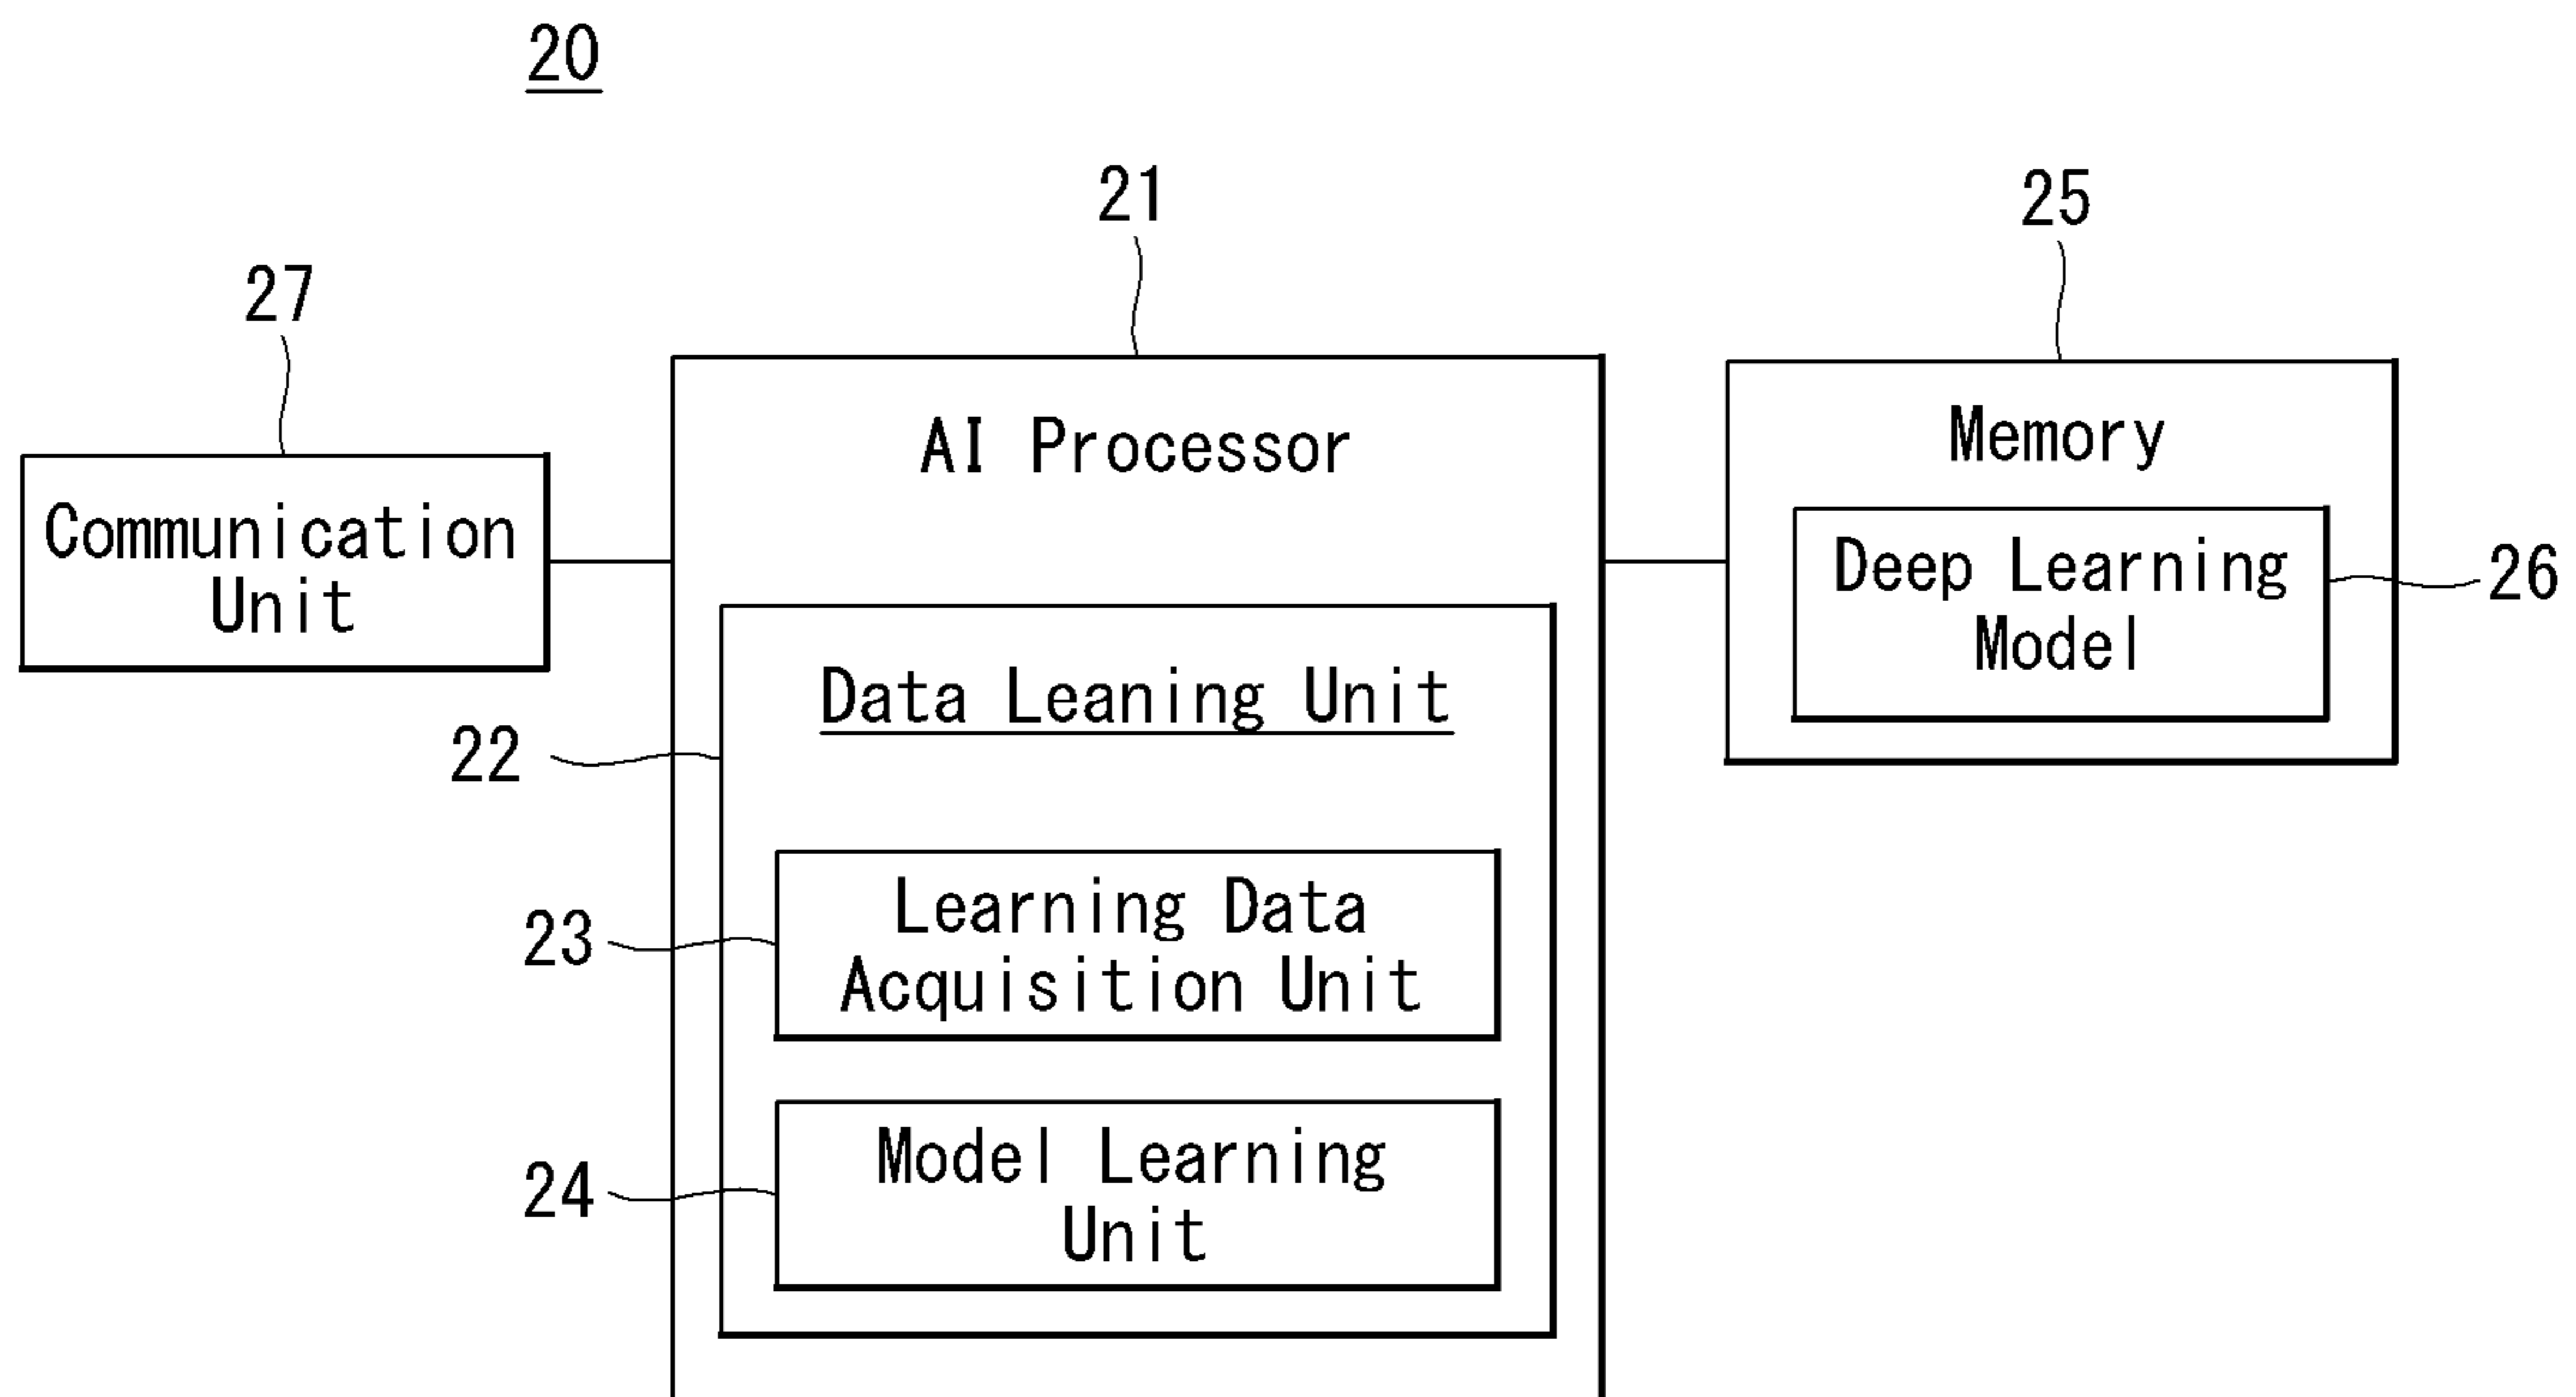 20
21
25
27
AI Processor
Memory
Communication
Unit
Deep Learning
Model
26
Data Leaning Unit
22
Learning Data
Acquisition Unit
23
Model Learning
Unit
24